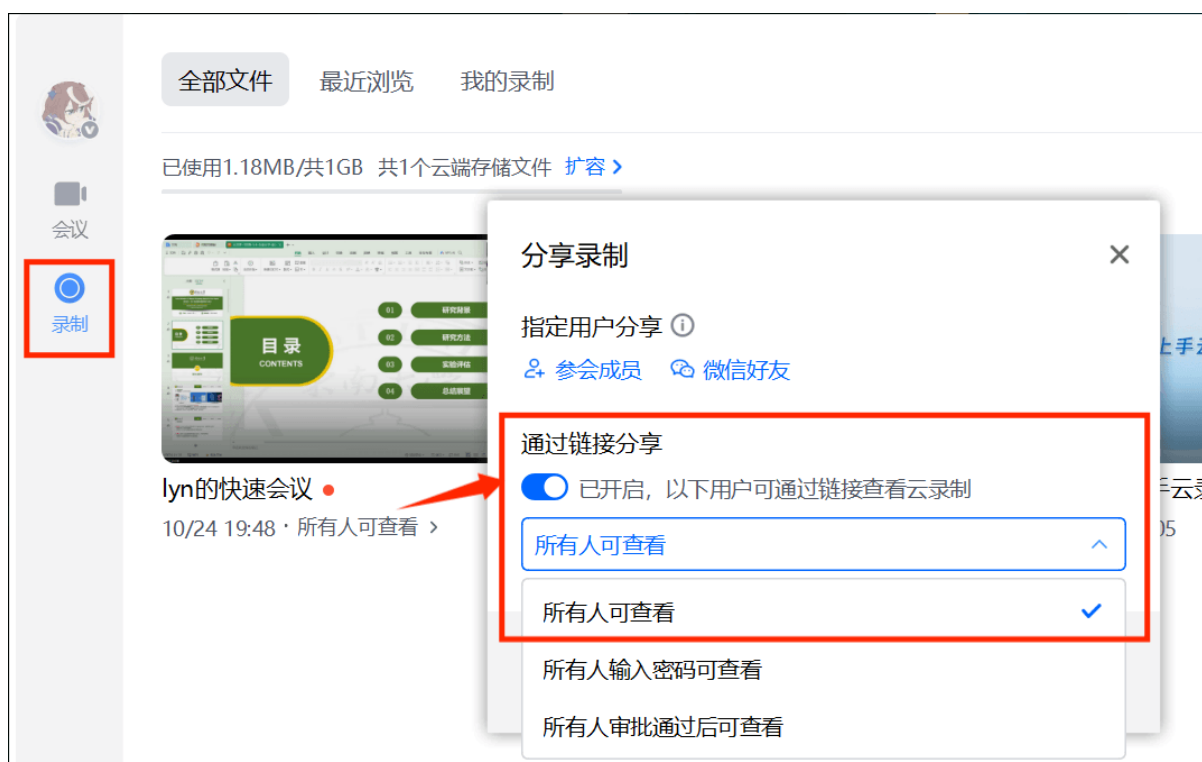 全部文件 最近浏览 我的录制
已使用1.18MB/共1GB 共1个云端存储文件 扩容
会议
录制
目录
CONTENTS
01 研究背景
02 研究方法
03 实验评估
04 总结展望
lyn的快速会议
10/24 19:48 · 所有人可查看
分享录制
指定用户分享
参会成员 微信好友
通过链接分享
已开启，以下用户可通过链接查看云录制
所有人可查看
所有人可查看
所有人输入密码可查看
所有人审批通过后可查看
上手
05